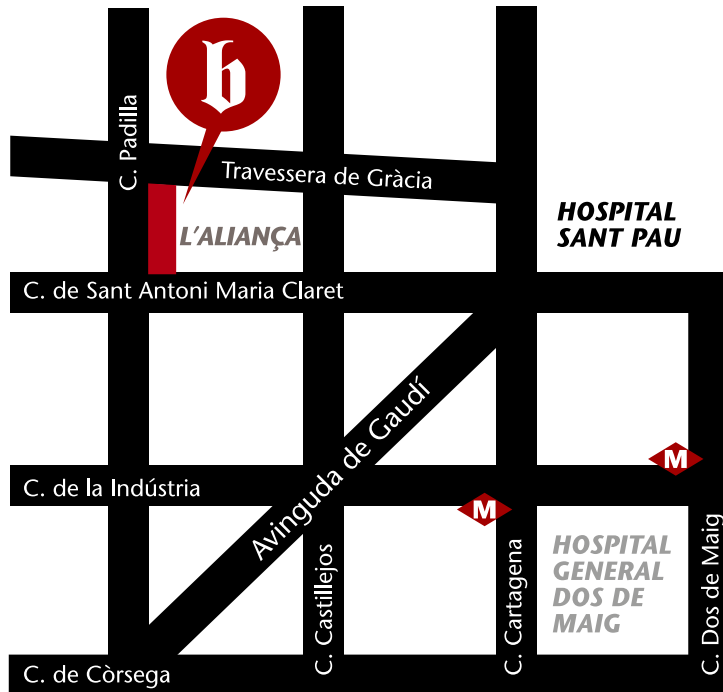 b
C. Padilla
Travessera de Gràcia
L'ALIANÇA
HOSPITAL
SANT PAU
C. de Sant Antoni Maria Claret
Avinguda de Gaudí
M
C. de la Indústria
M
HOSPITAL
GENERAL
DOS DE
MAIG
C. Castillejos
C. Cartagena
C. Dos de Maig
C. de Còrsega